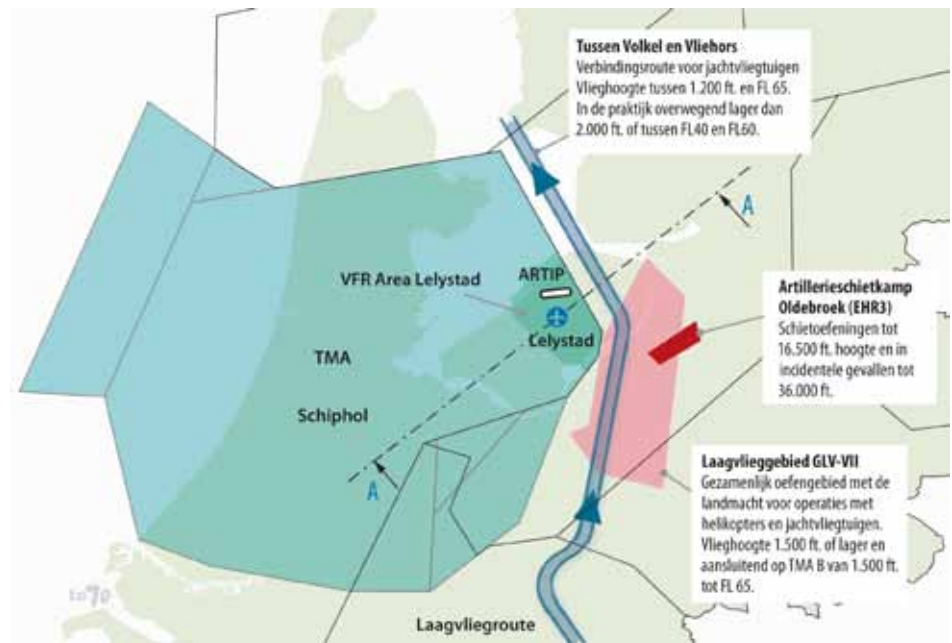 Tussen Volkel en Vliehors
Verbindingsroute voor jachtvliegtuigen
Vlieghoogte tussen 1.200 ft. en FL 65.
In de praktijk overwegend lager dan
2.000 ft. of tussen FL40 en FL60.
A
ARTIP
VFR Area Lelystad
Celystad
TMA
Schiphol
A
Artillerieschietkamp
Oldebroek (EHR3)
Schietoefeningen tot
16.500 ft. hoogte en in
incidentele gevallen tot
36.000 ft.
Laagvlieggebied GLV-VII
Gezamenlijk oefengebied met de
landmacht voor operaties met
helikopters en jachtvliegtuigen.
Vlieghoogte 1.500 ft. of lager en
aansluitend op TMA B van 1.500 ft.
tot FL 65.
to70
Laagvliegroute